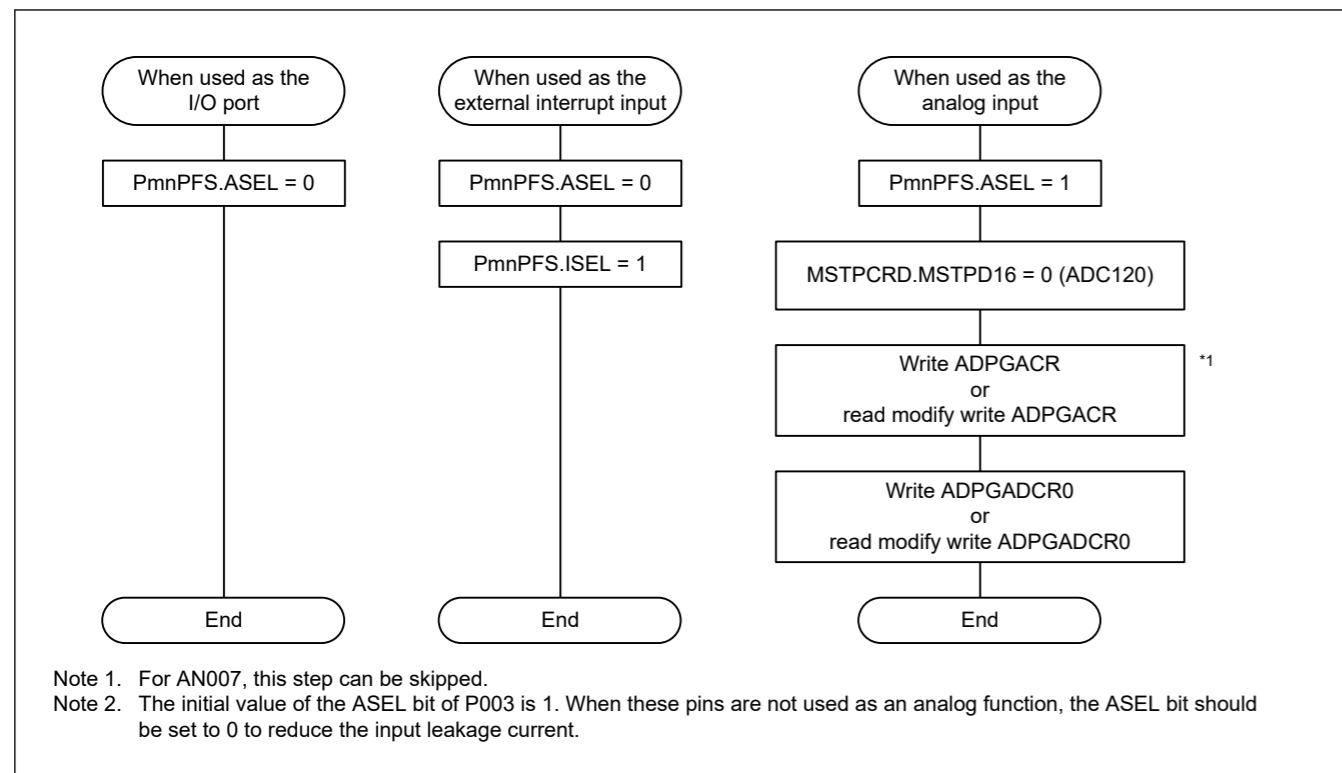 When used as the
I/O port
PmnPFS.ASEL = 0
End
When used as the
external interrupt input
PmnPFS.ASEL = 0
PmnPFS.ISEL = 1
End
When used as the
analog input
PmnPFS.ASEL = 1
MSTPCRD.MSTPD16 = 0 (ADC120)
Write ADPGACR
or
read modify write ADPGACR
*1
Write ADPGADCR0
or
read modify write ADPGADCR0
End
Note 1. For AN007, this step can be skipped.
Note 2. The initial value of the ASEL bit of P003 is 1. When these pins are not used as an analog function, the ASEL bit should
be set to 0 to reduce the input leakage current.